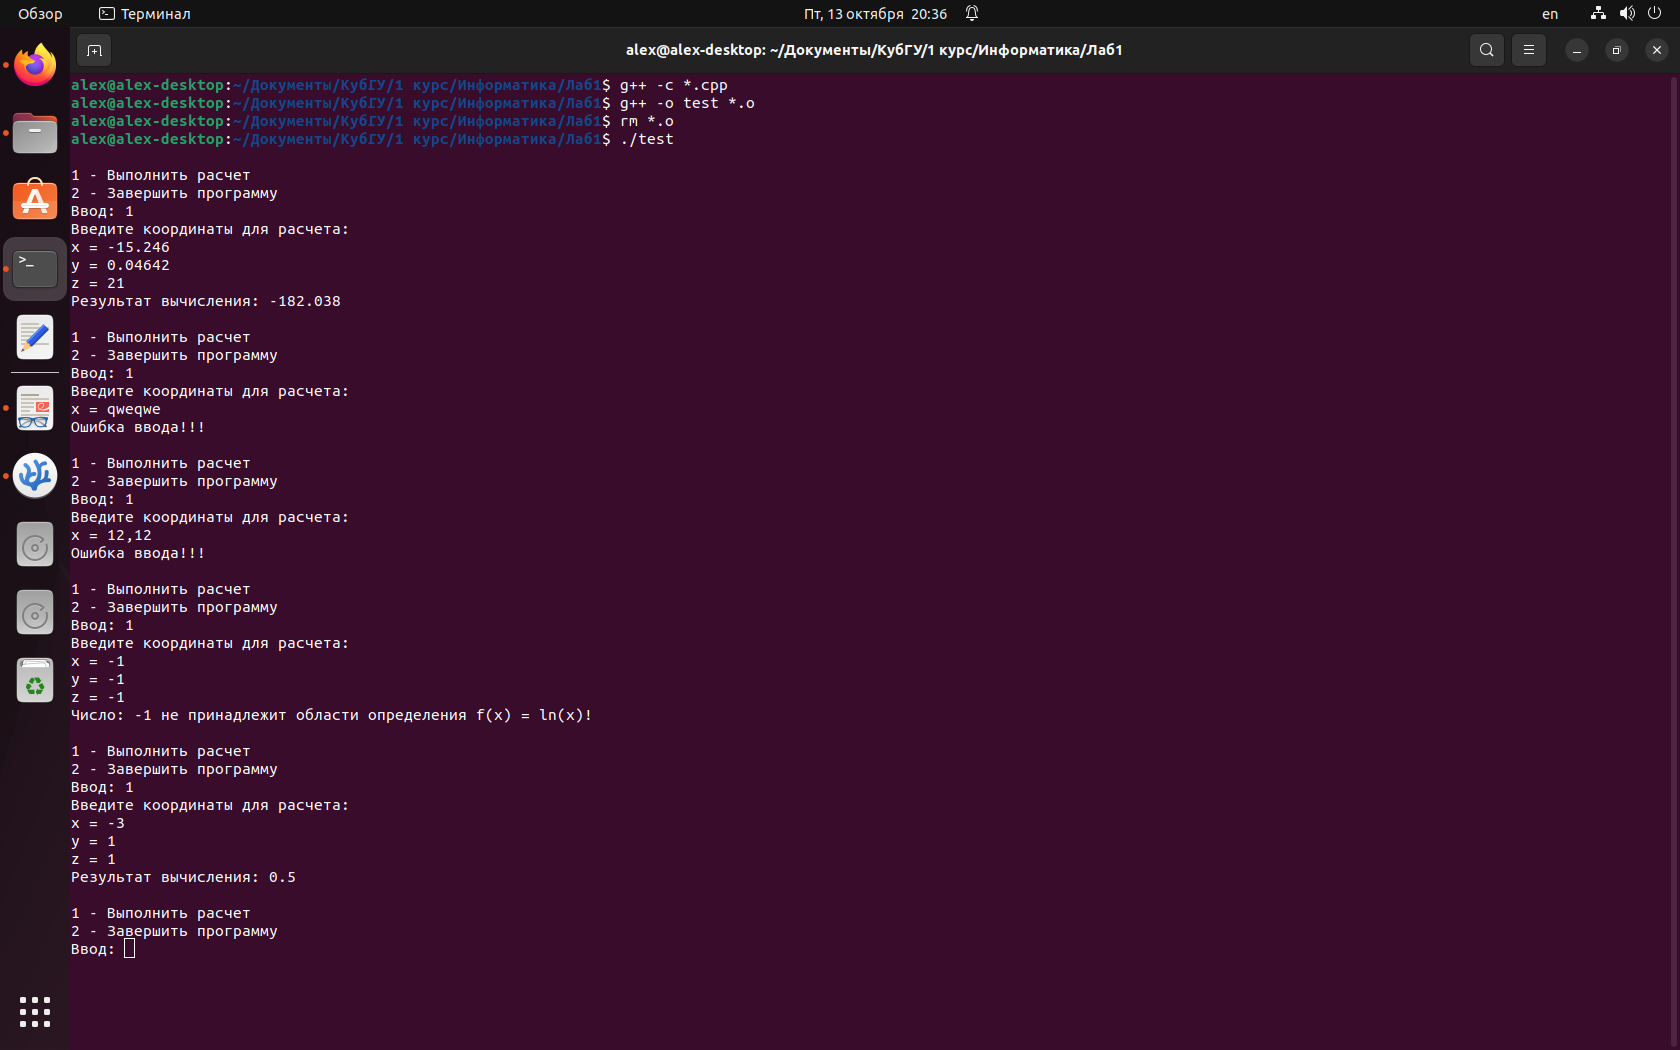 Обзор
Терминал
Пт, 13 октября 20:36
en
alex@alex-desktop: ~/Документы/КубГУ/1 курс/Информатика/Лаб1
alex@alex-desktop:~/Документы/КубГУ/1 курс/Информатика/Лаб1$ g++ -c *.cpp
alex@alex-desktop:~/Документы/КубГУ/1 курс/Информатика/Лаб1$ g++ -o test *.o
alex@alex-desktop:~/Документы/КубГУ/1 курс/Информатика/Лаб1$ rm *.o
alex@alex-desktop:~/Документы/КубГУ/1 курс/Информатика/Лаб1$ ./test
1 - Выполнить расчет
2 - Завершить программу
Ввод: 1
Введите координаты для расчета:
x = -15.246
y = 0.04642
z = 21
Результат вычисления: -182.038
1 - Выполнить расчет
2 - Завершить программу
Ввод: 1
Введите координаты для расчета:
x = qweqwe
Ошибка ввода!!!
1 - Выполнить расчет
2 - Завершить программу
Ввод: 1
Введите координаты для расчета:
x = 12,12
Ошибка ввода!!!
1 - Выполнить расчет
2 - Завершить программу
Ввод: 1
Введите координаты для расчета:
x = -1
y = -1
z = -1
Число: -1 не принадлежит области определения f(x) = ln(x)!
1 - Выполнить расчет
2 - Завершить программу
Ввод: 1
Введите координаты для расчета:
x = -3
y = 1
z = 1
Результат вычисления: 0.5
1 - Выполнить расчет
2 - Завершить программу
Ввод: